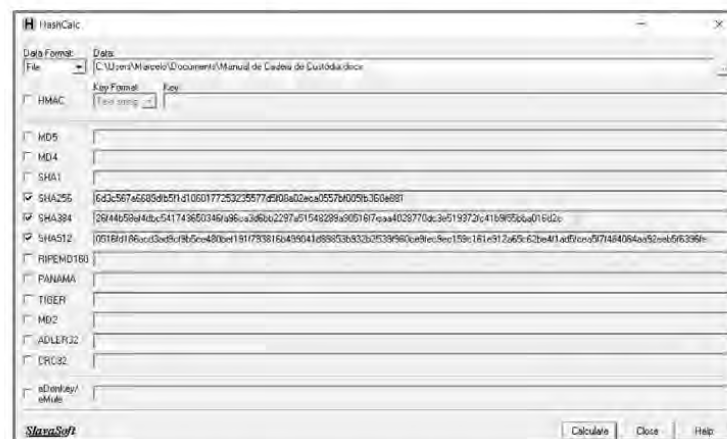 HashCalc
Data Format: Data:
File C:\Users\Marcelo\Documents\Manual de Cadeia de Custódia.docx ...
Key Format: Key:
HMAC Text string
MD5
MD4
SHA1
SHA256
SHA384
SHA512
RIPEMD160
PANAMA
TIGER
MD2
ADLER32
CRC32
eDonkey/
eMule
SlavaSoft Calculate Close Help